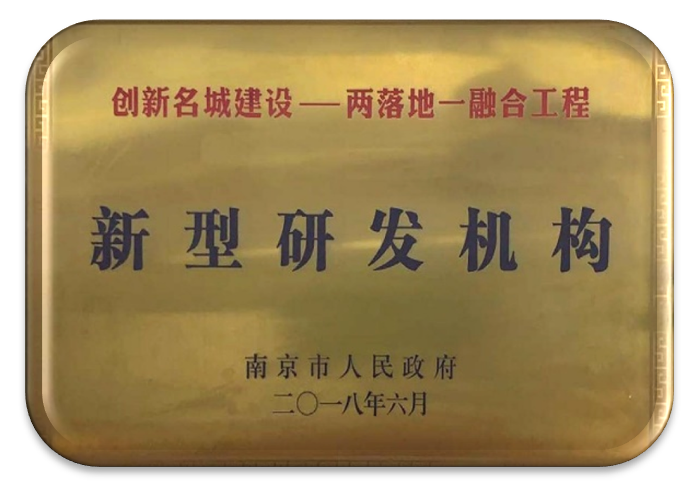 创新名城建设——两落地一融合工程
新型研发机构
南京市人民政府
二〇一八年六月